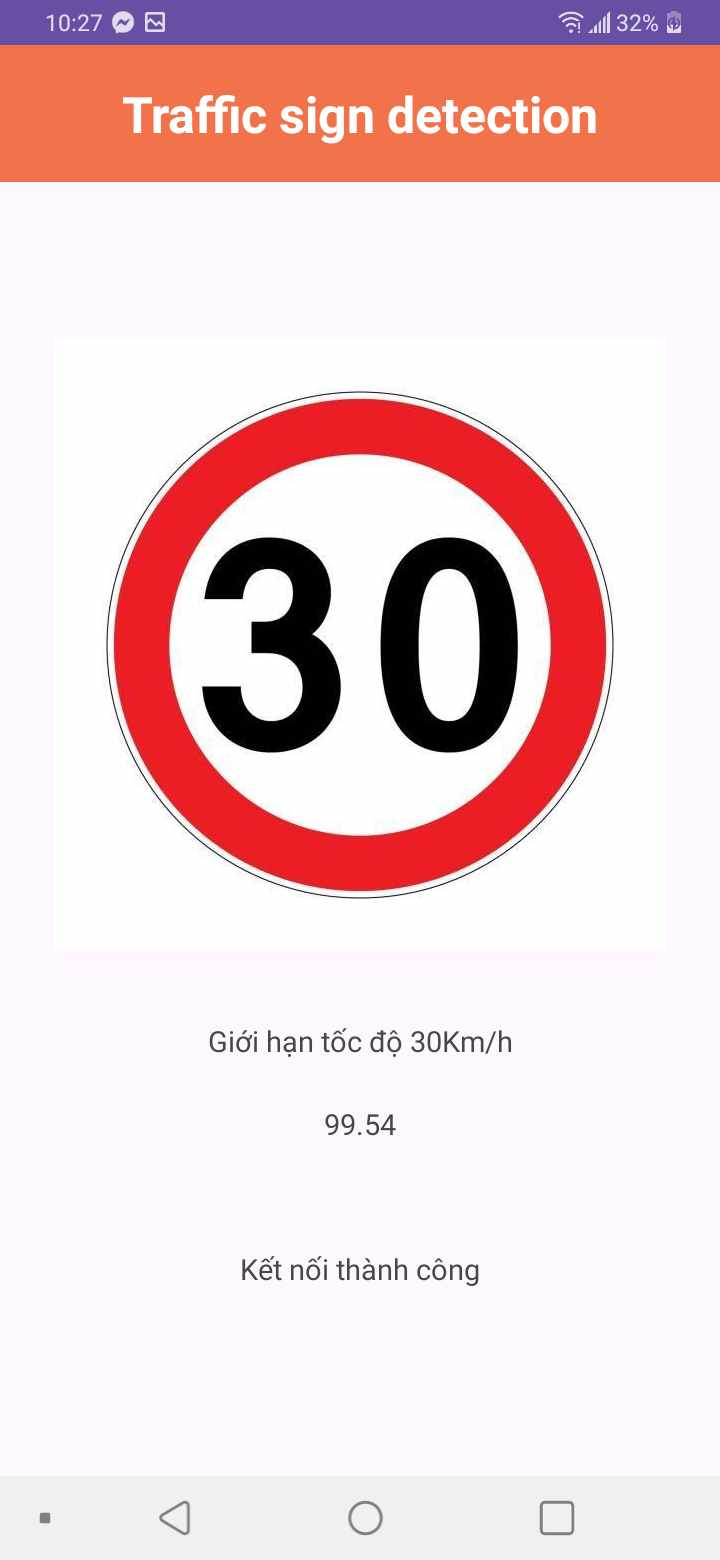 10:27 32%
Traffic sign detection
30
Giới hạn tốc độ 30Km/h
99.54
Kết nối thành công